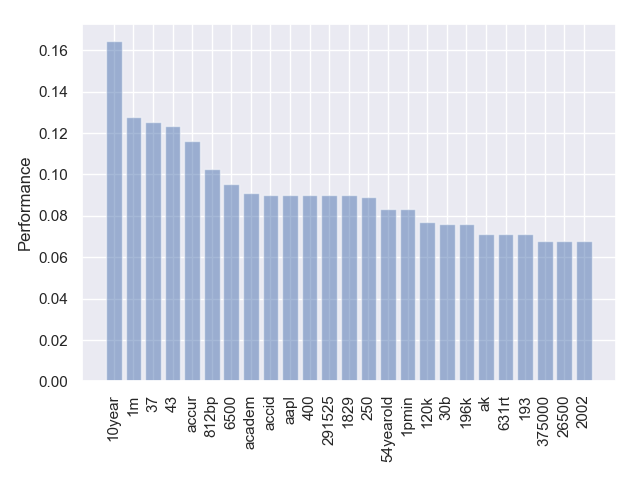 0.16
0.14
0.12
0.10
0.08
0.06
0.04
0.02
0.00
Performance
10year
1m
37
43
accur
812bp
6500
academ
accid
aapl
400
291525
1829
250
54yearold
1pmin
120k
30b
196k
ak
631rt
193
375000
26500
2002